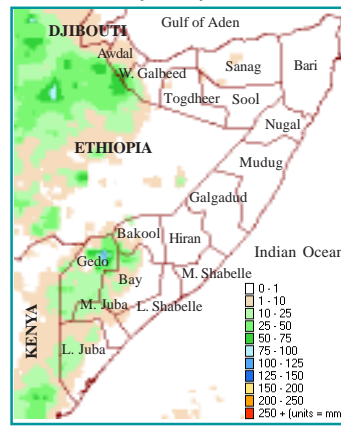 Gulf of Aden
DJIBOUTI
Awdal
W. Galbeed
Sanag
Bari
Togdheer
Sool
Nugal
ETHIOPIA
Mudug
Galgadud
Bakool
Hiran
Indian Ocean
Gedo
Bay
M. Shabelle
M. Juba
L. Shabelle
KENYA
L. Juba
0 - 1
1 - 10
10 - 25
25 - 50
50 - 75
75 - 100
100 - 125
125 - 150
150 - 200
200 - 250
250 + (units = mm